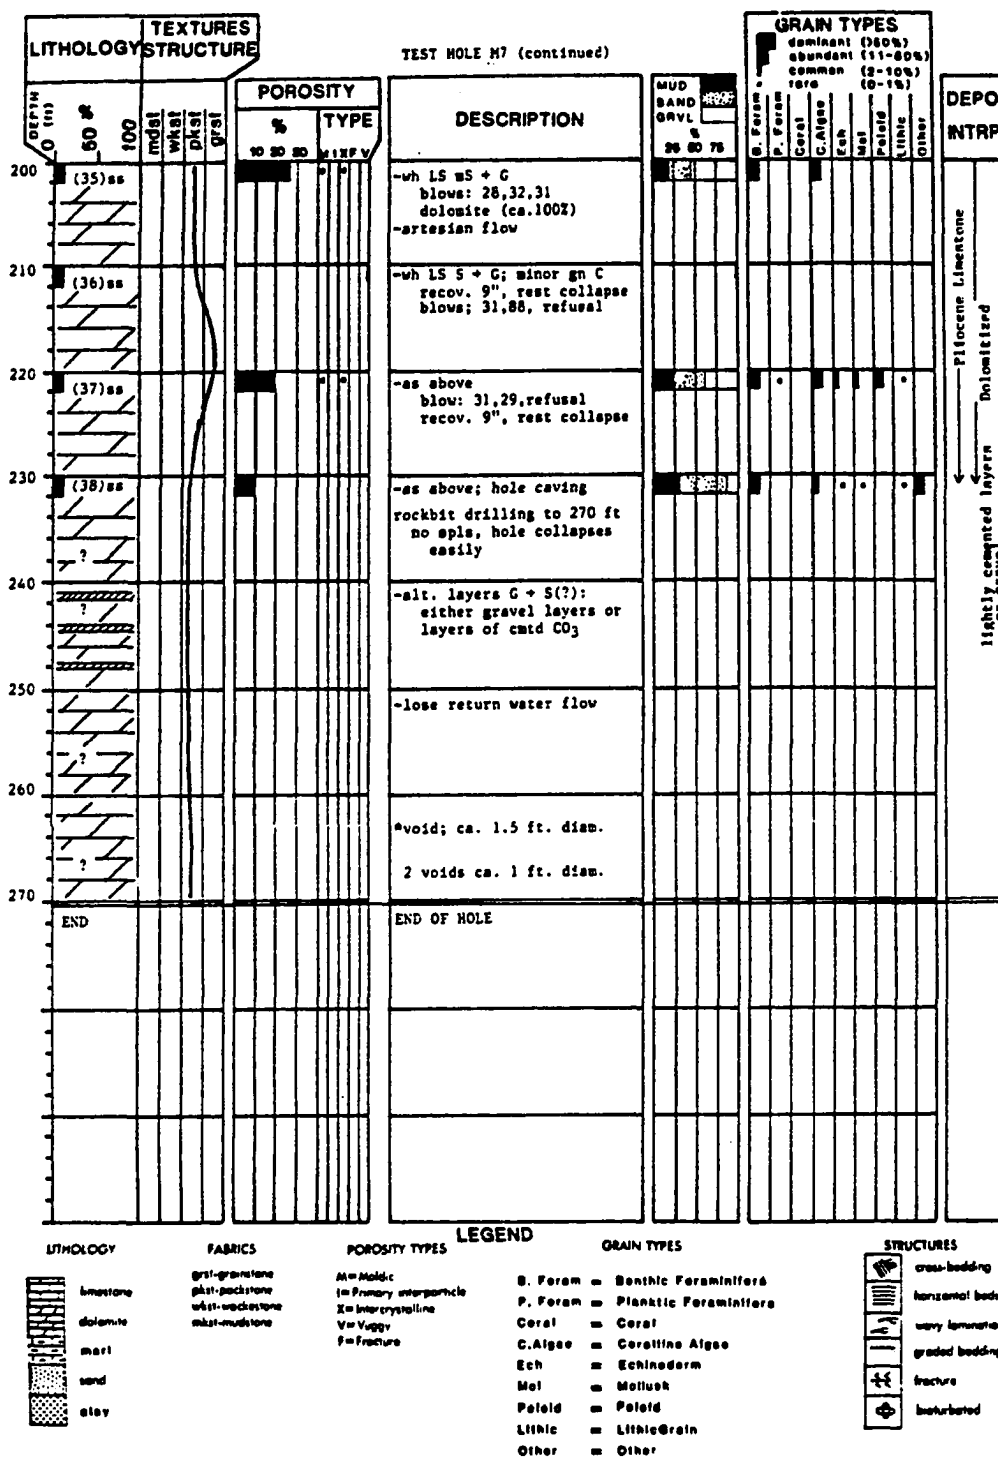 TEST HOLE M7 (continued)
LITHOLOGY
TEXTURES
STRUCTURE
DEPTH (ft)
0 50 % 100
mdst
wkst
pkst
grst
POROSITY
% TYPE
10 20 30
M I X F V
DESCRIPTION
MUD
SAND
GRVL
%
25 50 75
GRAIN TYPES
dominant (>60%)
abundant (11-60%)
common (2-10%)
rare (0-1%)
B. Foram
P. Foram
Coral
C.Algae
Ech
Mol
Peloid
Lithic
Other
DEPO
INTRP
200
(35)ss
-wh LS mS + G
blows: 28,32,31
dolomite (ca.100%)
-artesian flow
210
(36)ss
-wh LS S + G; minor gn C
recov. 9", rest collapse
blows; 31,88, refusal
220
(37)ss
-as above
blow: 31,29,refusal
recov. 9", rest collapse
230
(38)ss
-as above; hole caving
rockbit drilling to 270 ft
no spls, hole collapses
easily
?
240
?
-alt. layers G + S(?):
either gravel layers or
layers of cmtd CO3
250
-lose return water flow
?
260
*void; ca. 1.5 ft. diam.
?
2 voids ca. 1 ft. diam.
270
END
END OF HOLE
Pliocene Limestone
Dolomitized
lightly cemented layers
LEGEND
LITHOLOGY
limestone
dolomite
marl
sand
clay
FABRICS
grst-grainstone
pkst-packstone
wkst-wackestone
mkst-mudstone
POROSITY TYPES
M=Moldic
I=Primary interparticle
X=Intercrystalline
V=Vuggy
F=Fracture
GRAIN TYPES
B. Foram = Benthic Foraminifera
P. Foram = Planktic Foraminifera
Coral = Coral
C.Algae = Coralline Algae
Ech = Echinoderm
Mol = Mollusk
Peloid = Peloid
Lithic = LithicGrain
Other = Other
STRUCTURES
cross-bedding
horizontal beds
wavy lamination
graded bedding
fracture
bioturbated